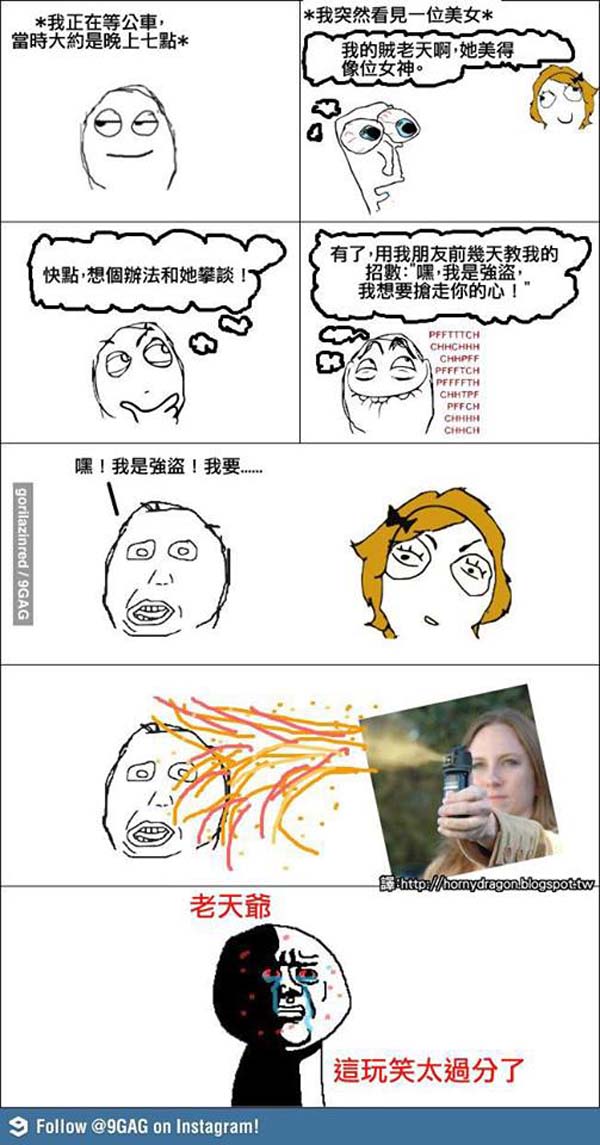 *我正在等公車，
當時大約是晚上七點*
*我突然看見一位美女*
我的賊老天啊，她美得
像位女神。
快點，想個辦法和她攀談！
有了，用我朋友前幾天教我的
招數："嘿，我是強盜，
我想要搶走你的心！"
PFFTTTCH
CHHCHHH
CHHPFF
PFFFTCH
PFFFFTH
CHHTPF
PFFCH
CHHHH
CHHCH
嘿！我是強盜！我要......
gorilazinred / 9GAG
譯:http://hornydragon.blogspot.tw
老天爺
這玩笑太過分了
Follow @9GAG on Instagram!